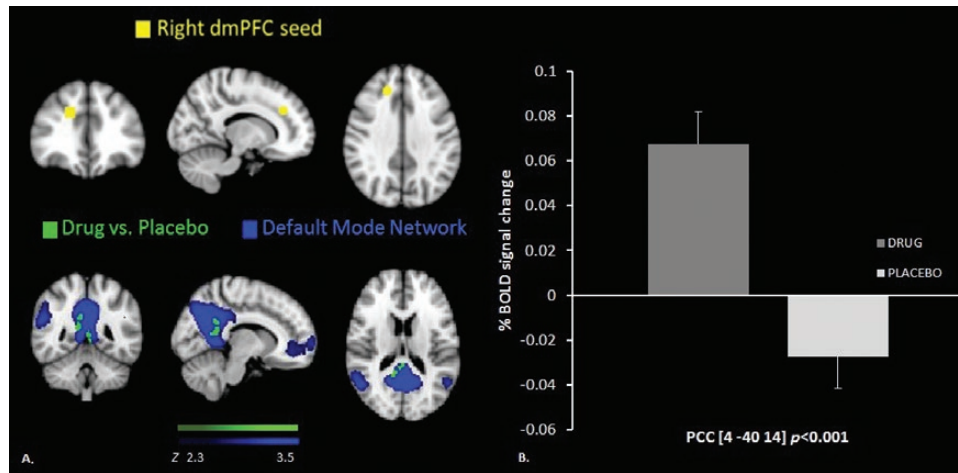 Right dmPFC seed
Drug vs. Placebo
Default Mode Network
Z 2.3 3.5
A.
0.1
0.08
0.06
0.04
0.02
0
-0.02
-0.04
-0.06
% BOLD signal change
DRUG
PLACEBO
PCC [4 -40 14] p<0.001
B.